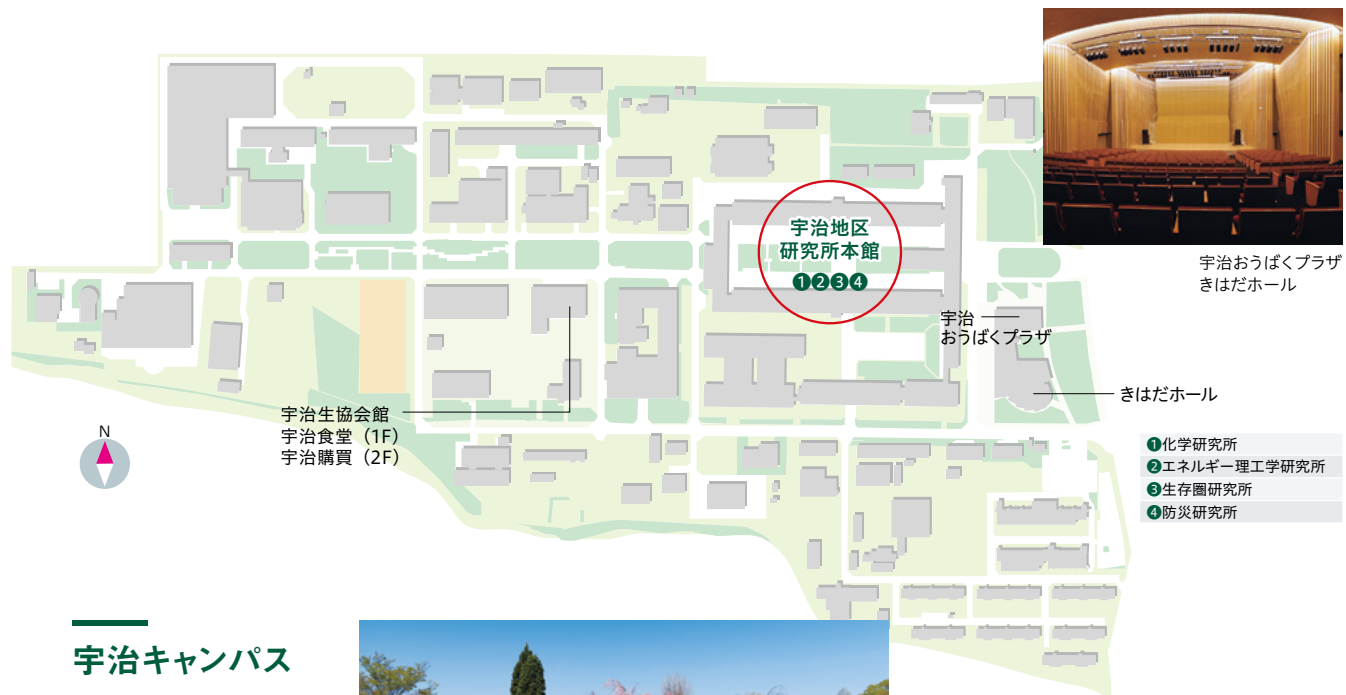 宇治地区
研究所本館
❶❷❸❹
宇治おうばくプラザ
きはだホール
宇治
おうばくプラザ
きはだホール
宇治生協会館
宇治食堂（1F）
宇治購買（2F）
N
❶化学研究所
❷エネルギー理工学研究所
❸生存圏研究所
❹防災研究所
宇治キャンパス